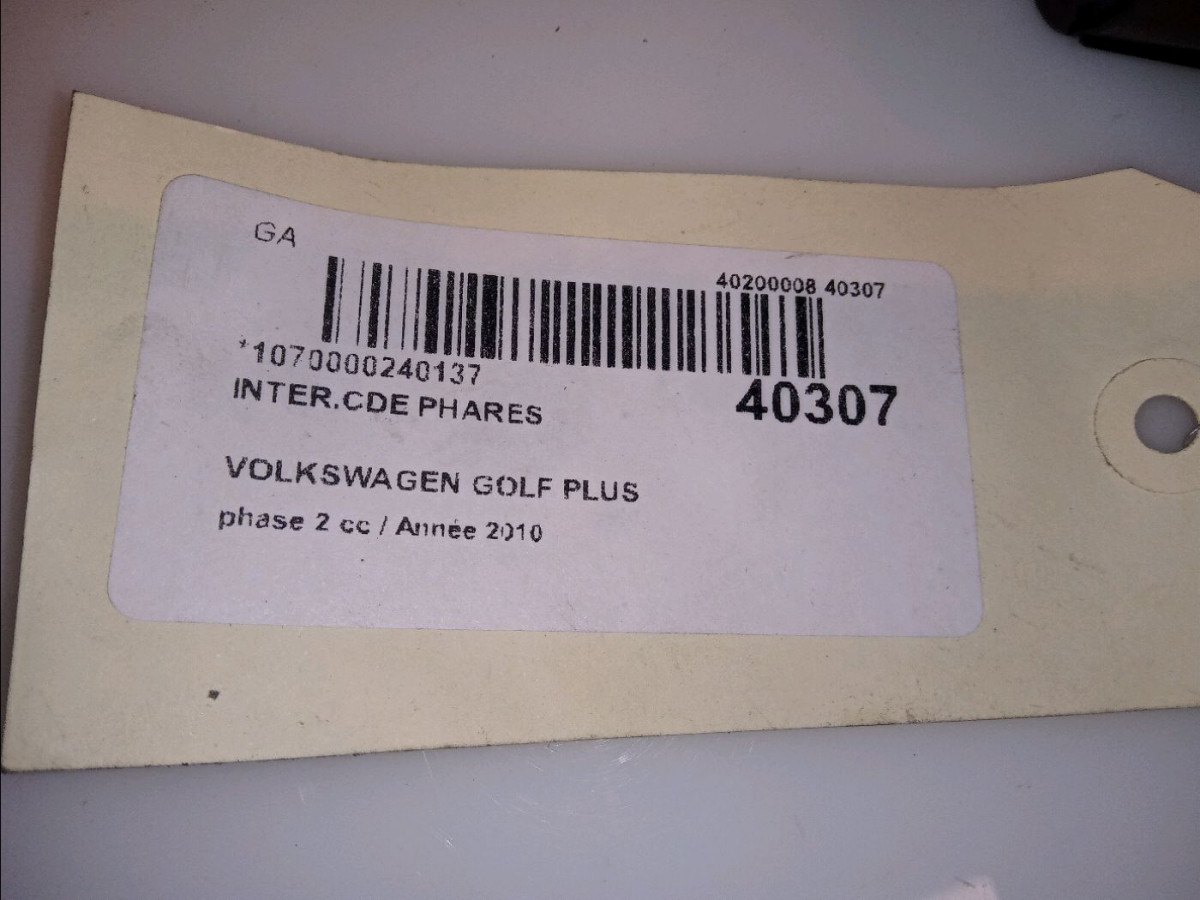 GA
40200008 40307
*1070000240137
40307
INTER.CDE PHARES
VOLKSWAGEN GOLF PLUS
phase 2 cc / Année 2010